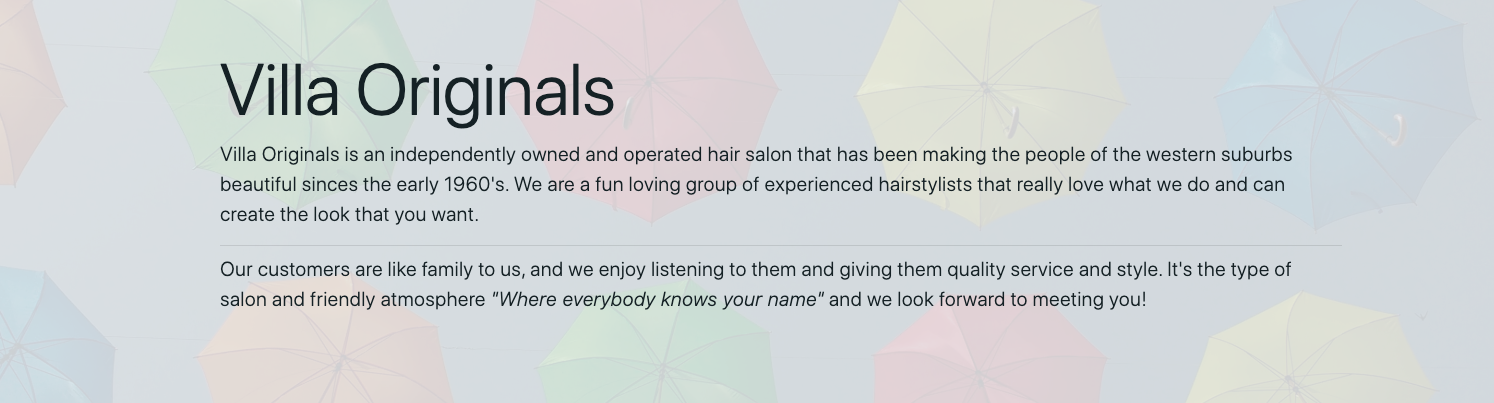 Villa Originals
Villa Originals is an independently owned and operated hair salon that has been making the people of the western suburbs
beautiful sinces the early 1960's. We are a fun loving group of experienced hairstylists that really love what we do and can
create the look that you want.
Our customers are like family to us, and we enjoy listening to them and giving them quality service and style. It's the type of
salon and friendly atmosphere "Where everybody knows your name" and we look forward to meeting you!